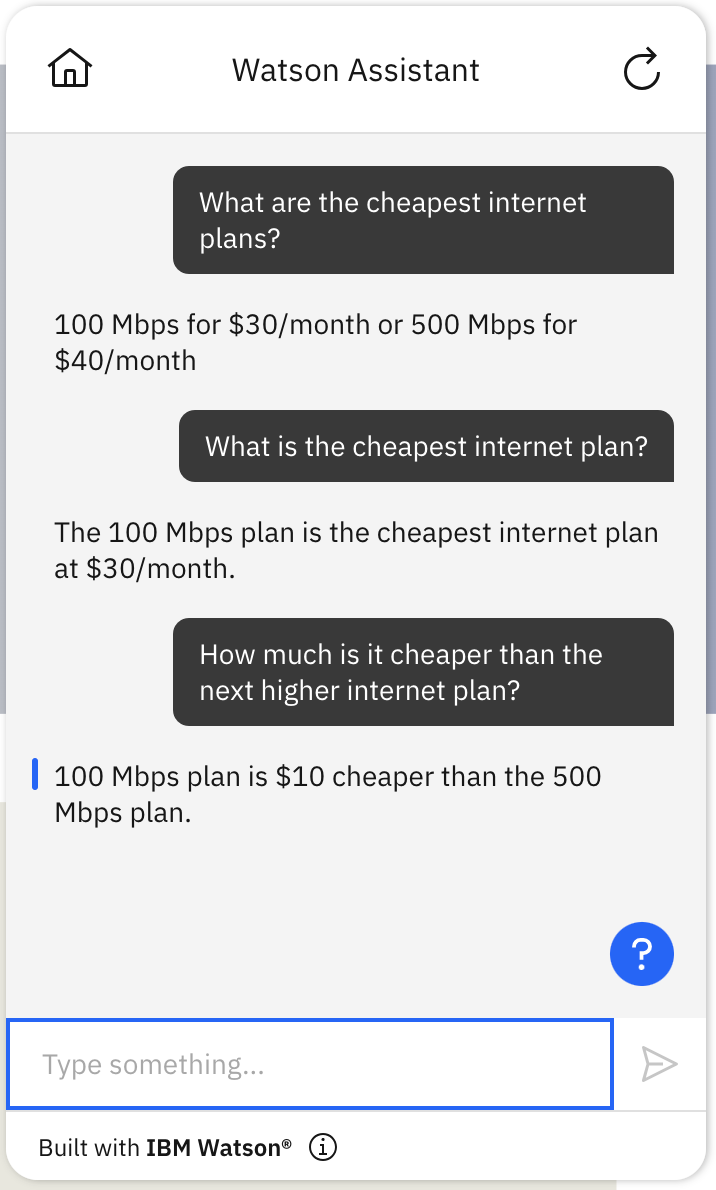 Watson Assistant
What are the cheapest internet
plans?
100 Mbps for $30/month or 500 Mbps for
$40/month
What is the cheapest internet plan?
The 100 Mbps plan is the cheapest internet plan
at $30/month.
How much is it cheaper than the
next higher internet plan?
100 Mbps plan is $10 cheaper than the 500
Mbps plan.
?
Type something...
Built with IBM Watson®